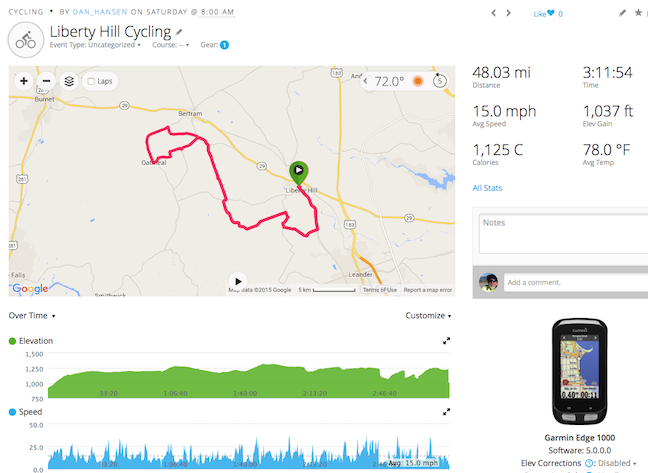 CYCLING BY DAN_HANSEN ON SATURDAY @ 8:00 AM
Like 0
Liberty Hill Cycling
Event Type: Uncategorized Course: -- Gear: 1
Laps
72.0°
S
5
48.03 mi
Distance
3:11:54
Time
15.0 mph
Avg Speed
1,037 ft
Elev Gain
1,125 C
Calories
78.0 °F
Avg Temp
All Stats
Notes
Add a comment.
183
Burnet
29
Bertram
Oatmeal
Liberty Hill
29
183
281
281
Leander
Smithwick
Falls
Google
Map data ©2015 Google 5 km Terms of Use Report a map error
Over Time
Customize
Elevation
1,500
1,250
1,000
750
33:20 1:06:40 1:40:00 2:13:20 2:46:40
Speed
50.0
25.0
0.0
Avg: 15.0 mph
GARMIN
Garmin Edge 1000
Software: 5.0.0.0
Elev Corrections ?: Disabled